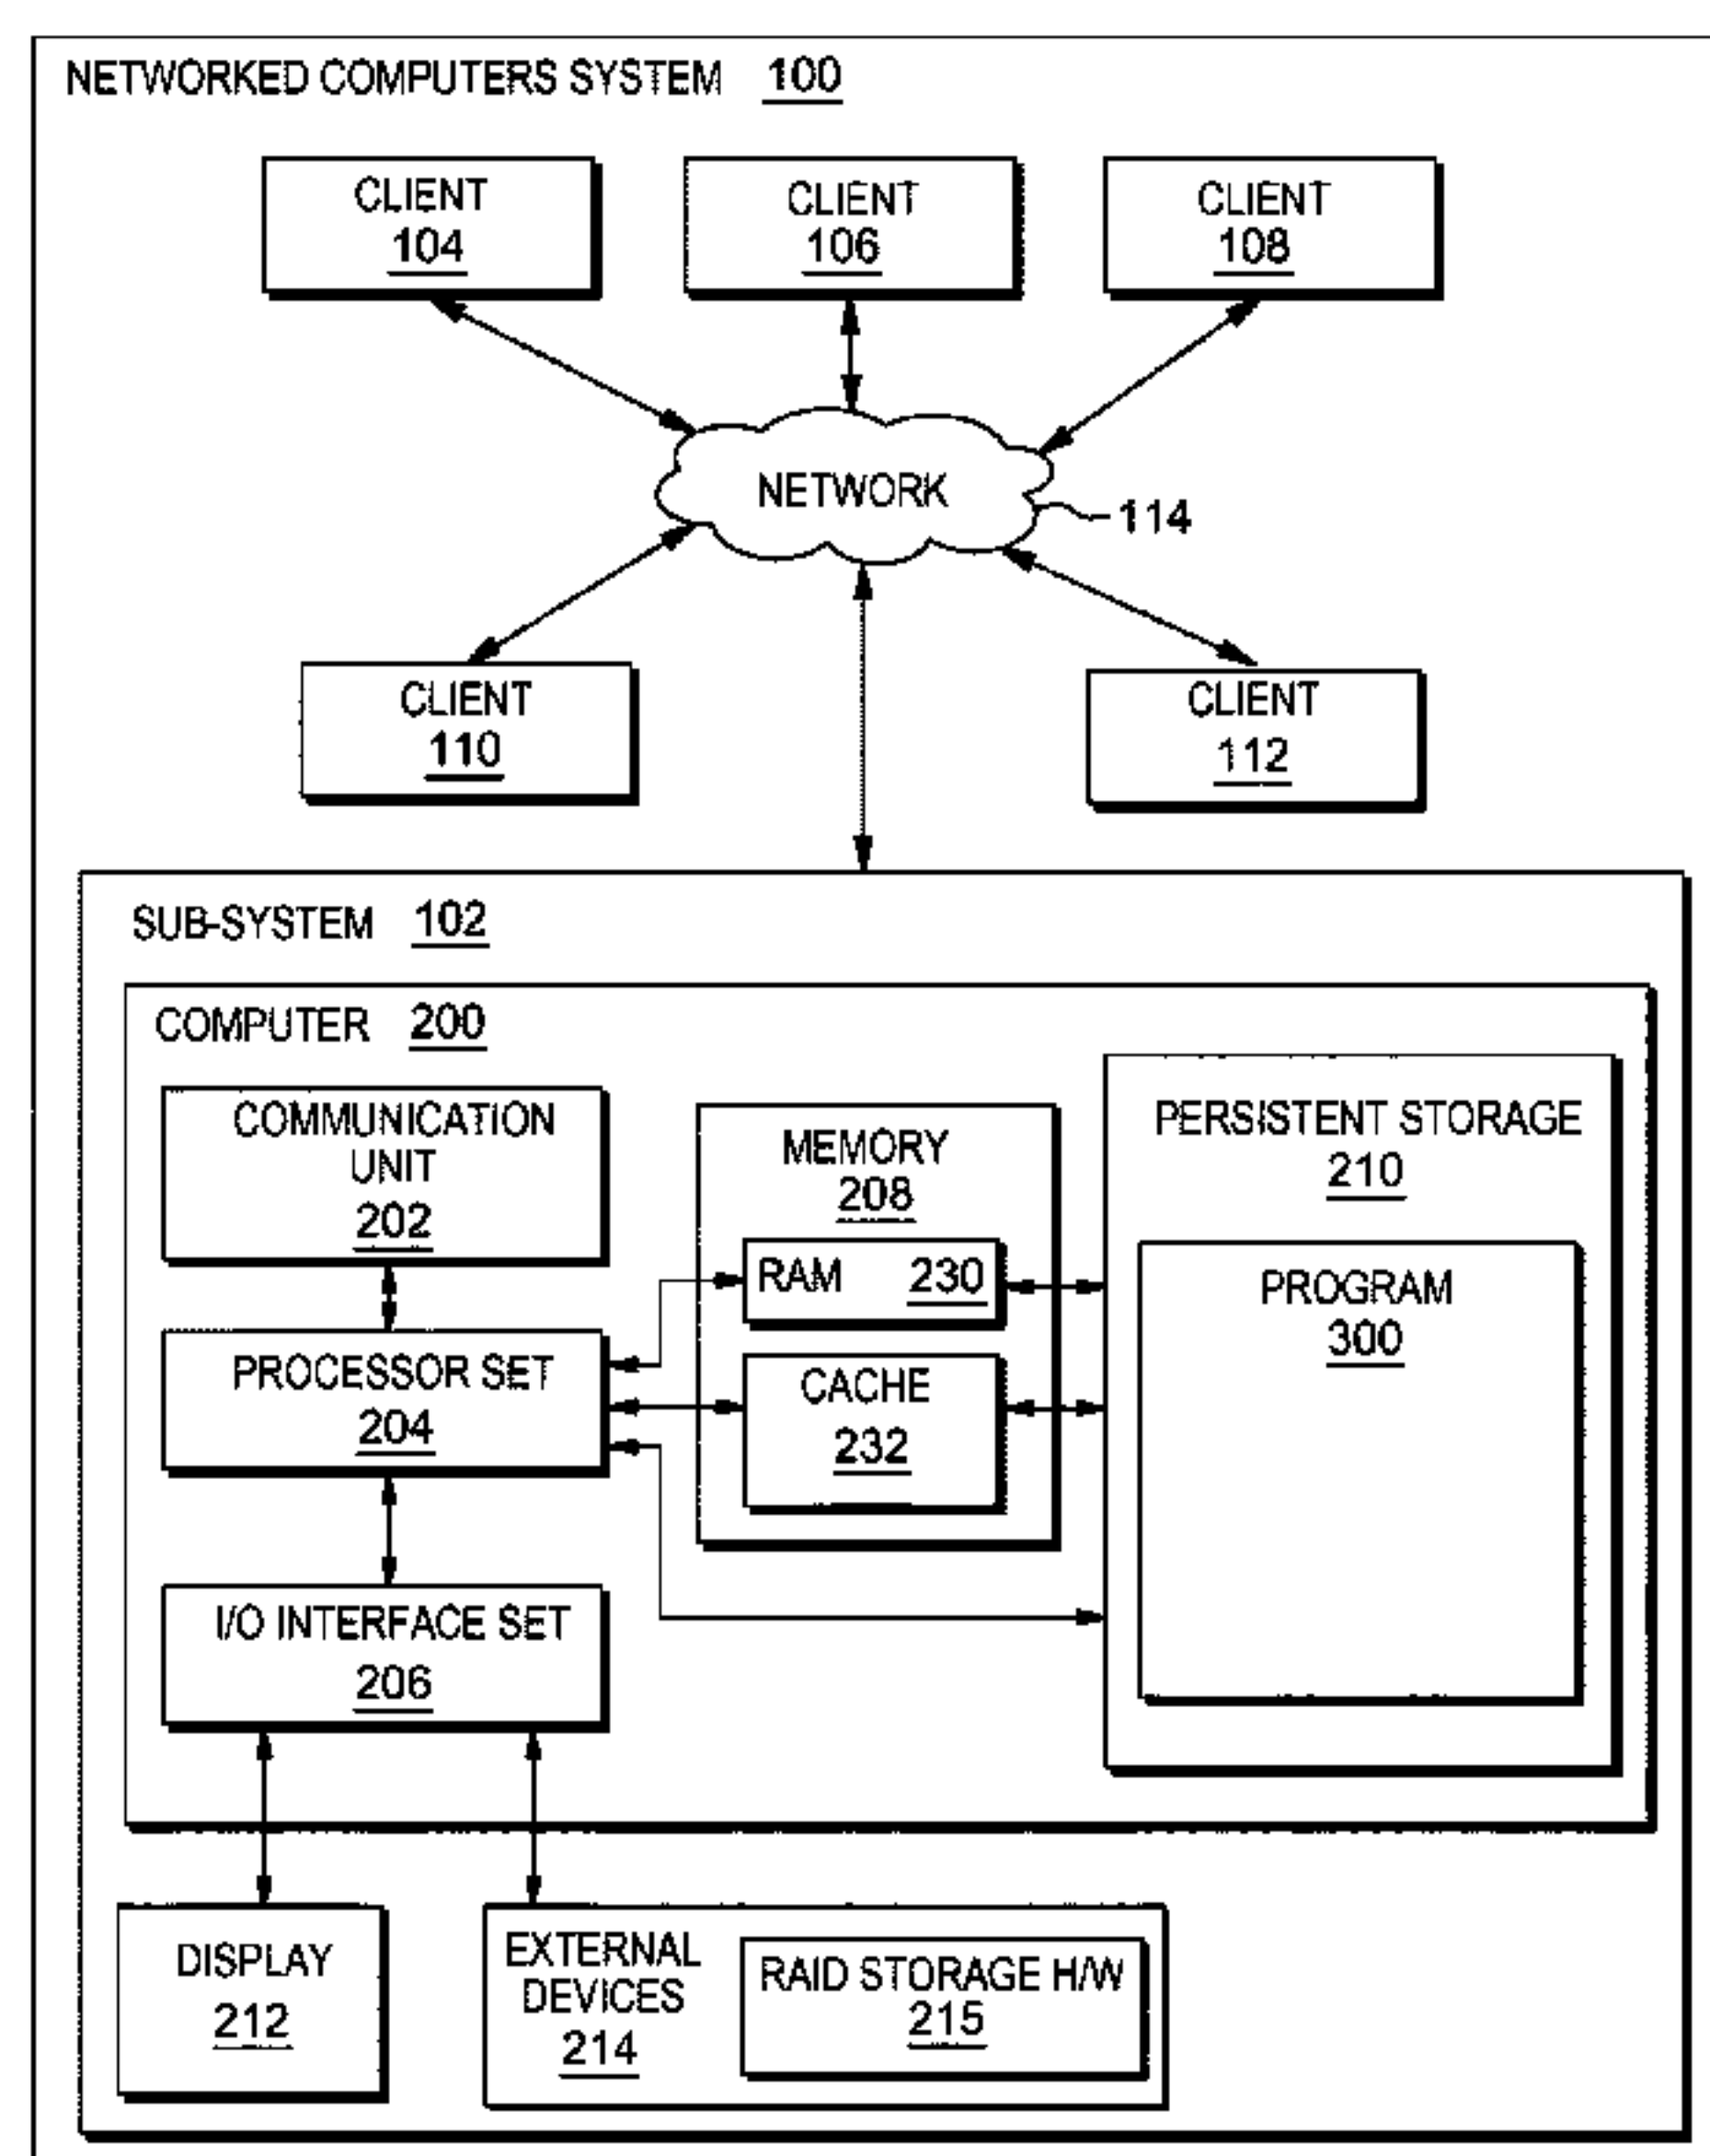 NETWORKED COMPUTERS SYSTEM 100
CLIENT
104
CLIENT
106
CLIENT
108
NETWORK
114
CLIENT
110
CLIENT
112
SUB-SYSTEM 102
COMPUTER 200
COMMUNICATION
UNIT
202
PROCESSOR SET
204
I/O INTERFACE SET
206
MEMORY
208
RAM 230
CACHE
232
PERSISTENT STORAGE
210
PROGRAM
300
DISPLAY
212
EXTERNAL
DEVICES
214
RAID STORAGE H/W
215